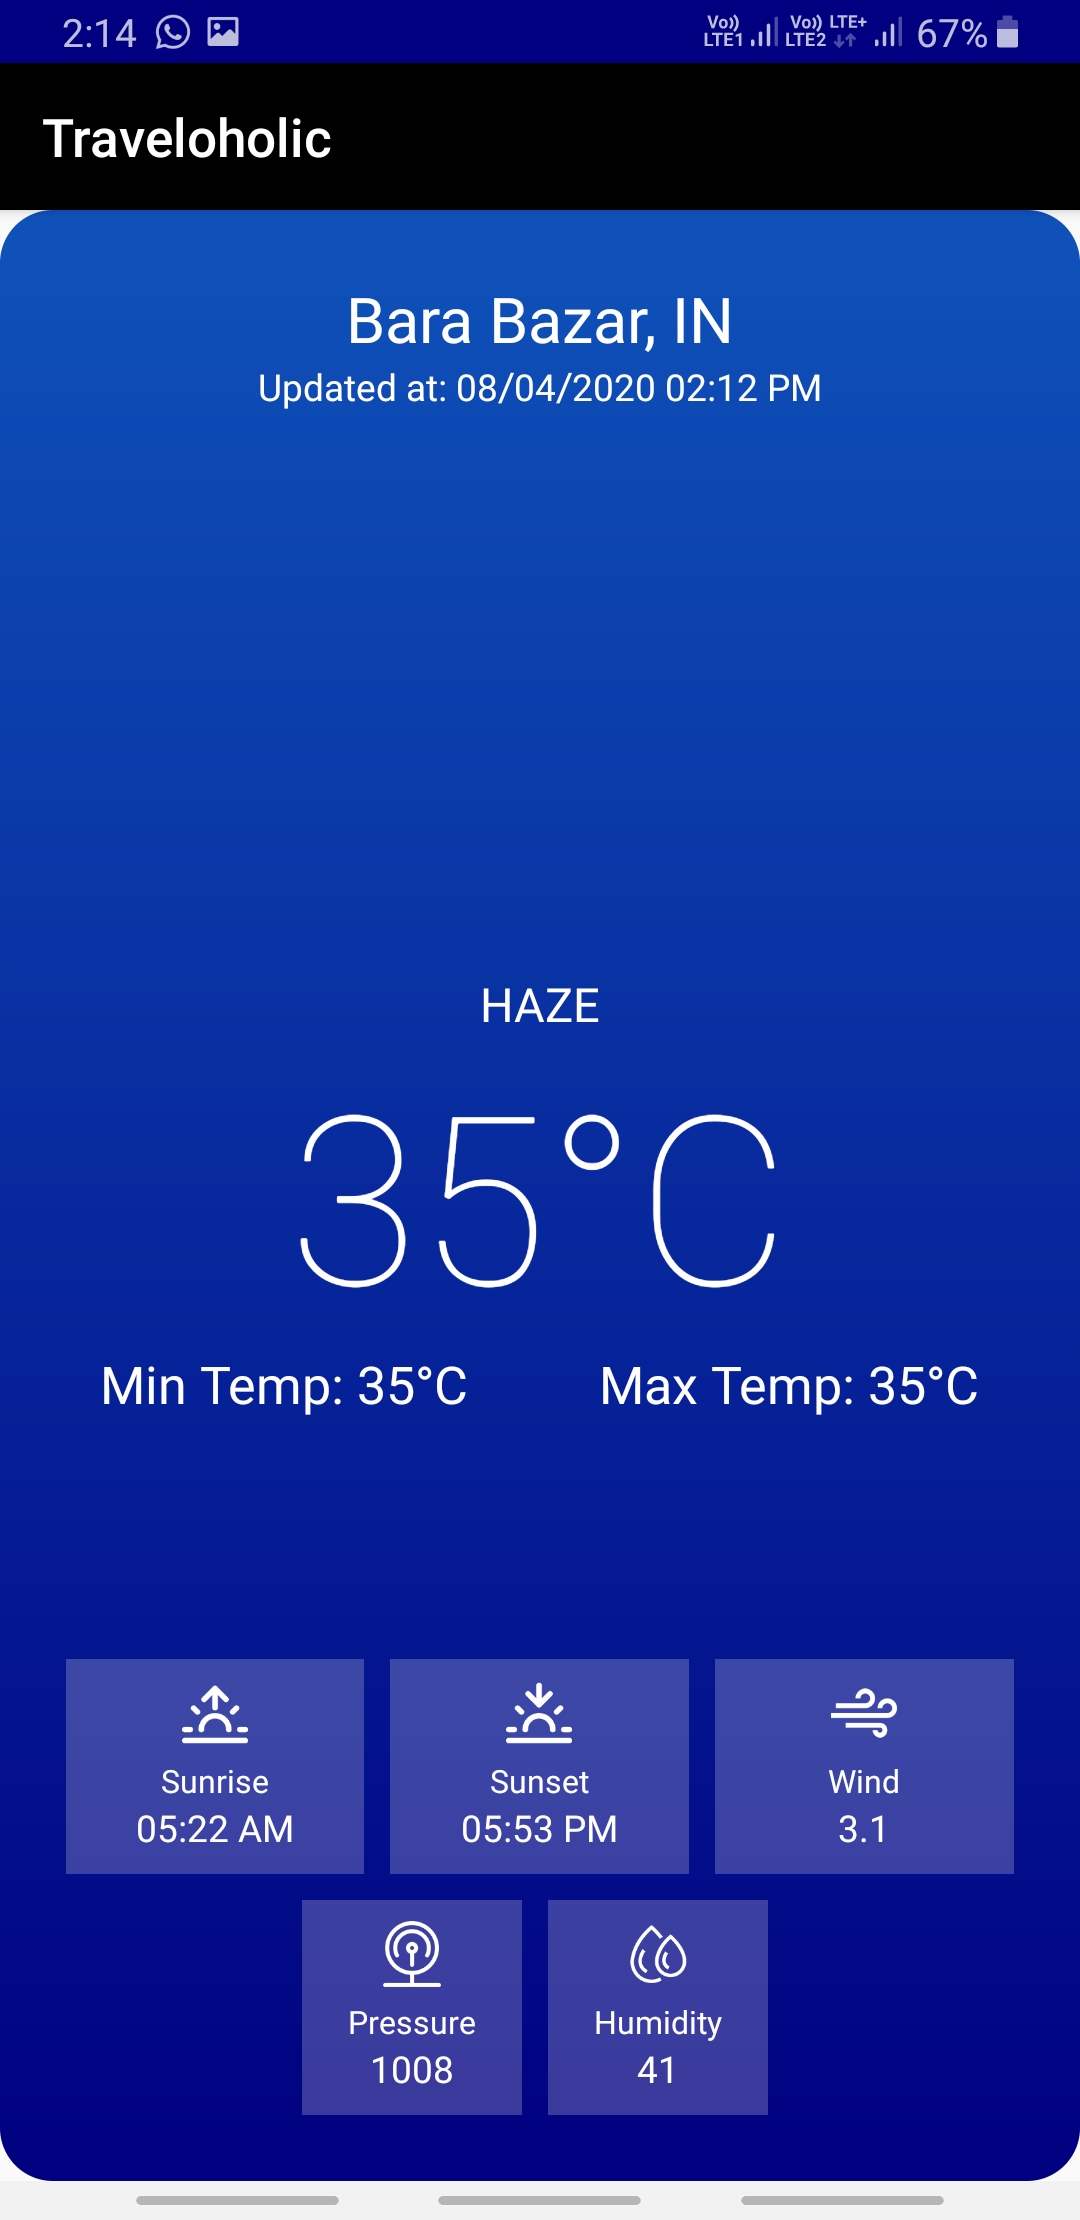 2:14 Vo)) LTE1 Vo)) LTE2 LTE+ 67%
Traveloholic
Bara Bazar, IN
Updated at: 08/04/2020 02:12 PM
HAZE
35°C
Min Temp: 35°C Max Temp: 35°C
Sunrise
05:22 AM
Sunset
05:53 PM
Wind
3.1
Pressure
1008
Humidity
41